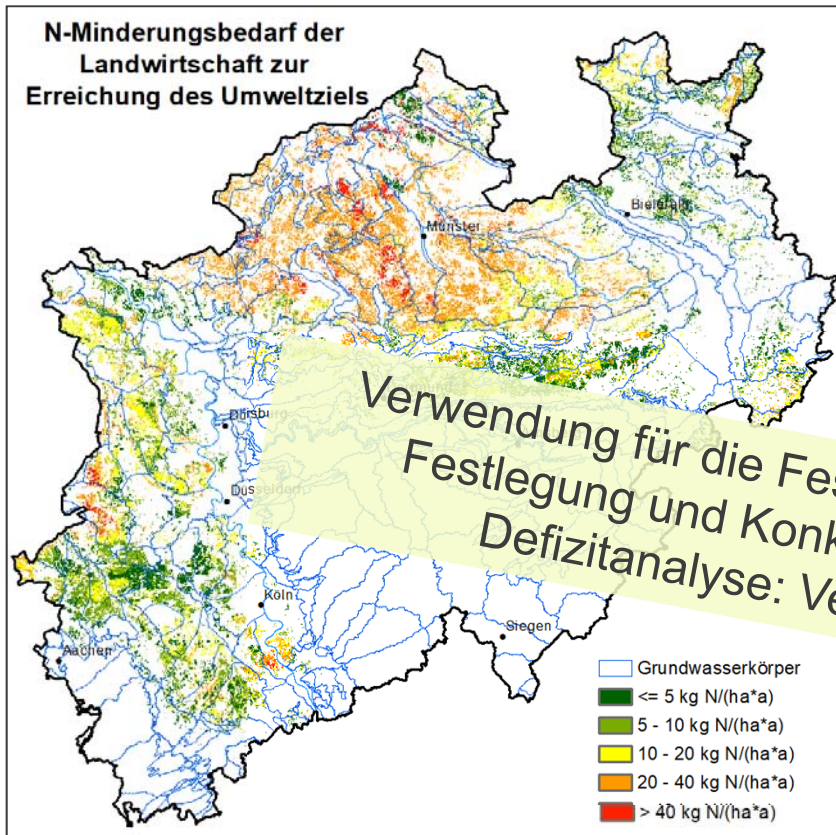 N-Minderungsbedarf der
Landwirtschaft zur
Erreichung des Umweltziels
Bielefeld
Münster
Duisburg
Düsseldorf
Köln
Aachen
Siegen
Verwendung für die Fes
Festlegung und Konk
Defizitanalyse: Ve
Grundwasserkörper
<= 5 kg N/(ha*a)
5 - 10 kg N/(ha*a)
10 - 20 kg N/(ha*a)
20 - 40 kg N/(ha*a)
> 40 kg N/(ha*a)